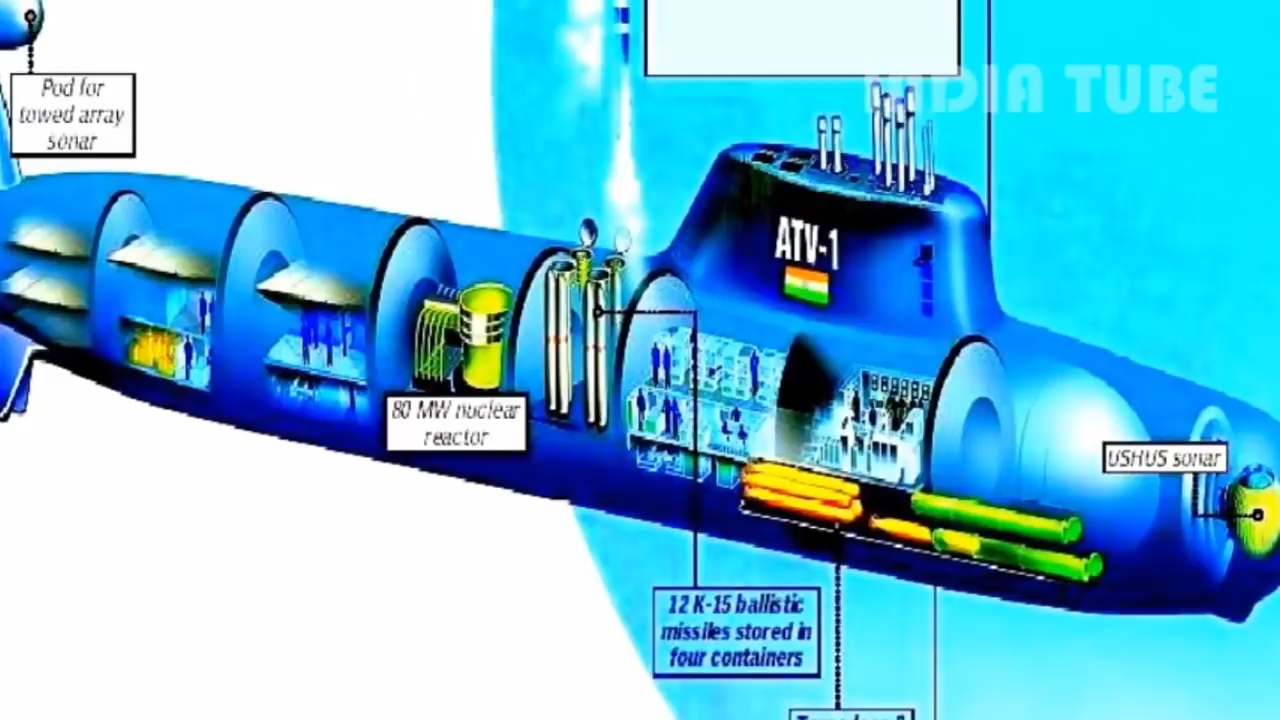 INDIA TUBE
Pod for
towed array
sonar
ATV-1
80 MW nuclear
reactor
USHUS sonar
12 K-15 ballistic
missiles stored in
four containers